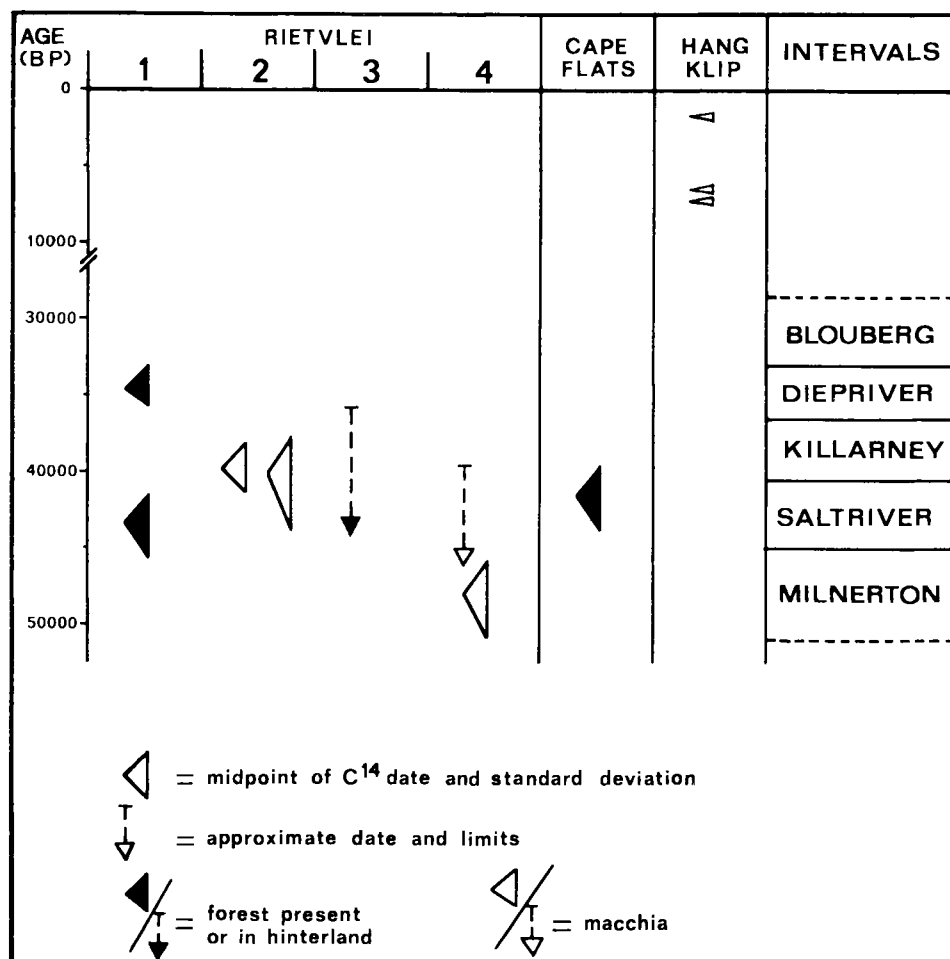 AGE
(BP)
RIETVLEI
1 2 3 4
CAPE
FLATS
HANG
KLIP
INTERVALS
0
10000
30000
40000
50000
BLOUBERG
DIEPRIVER
KILLARNEY
SALTRIVER
MILNERTON
= midpoint of C14 date and standard deviation
= approximate date and limits
= forest present
or in hinterland
= macchia